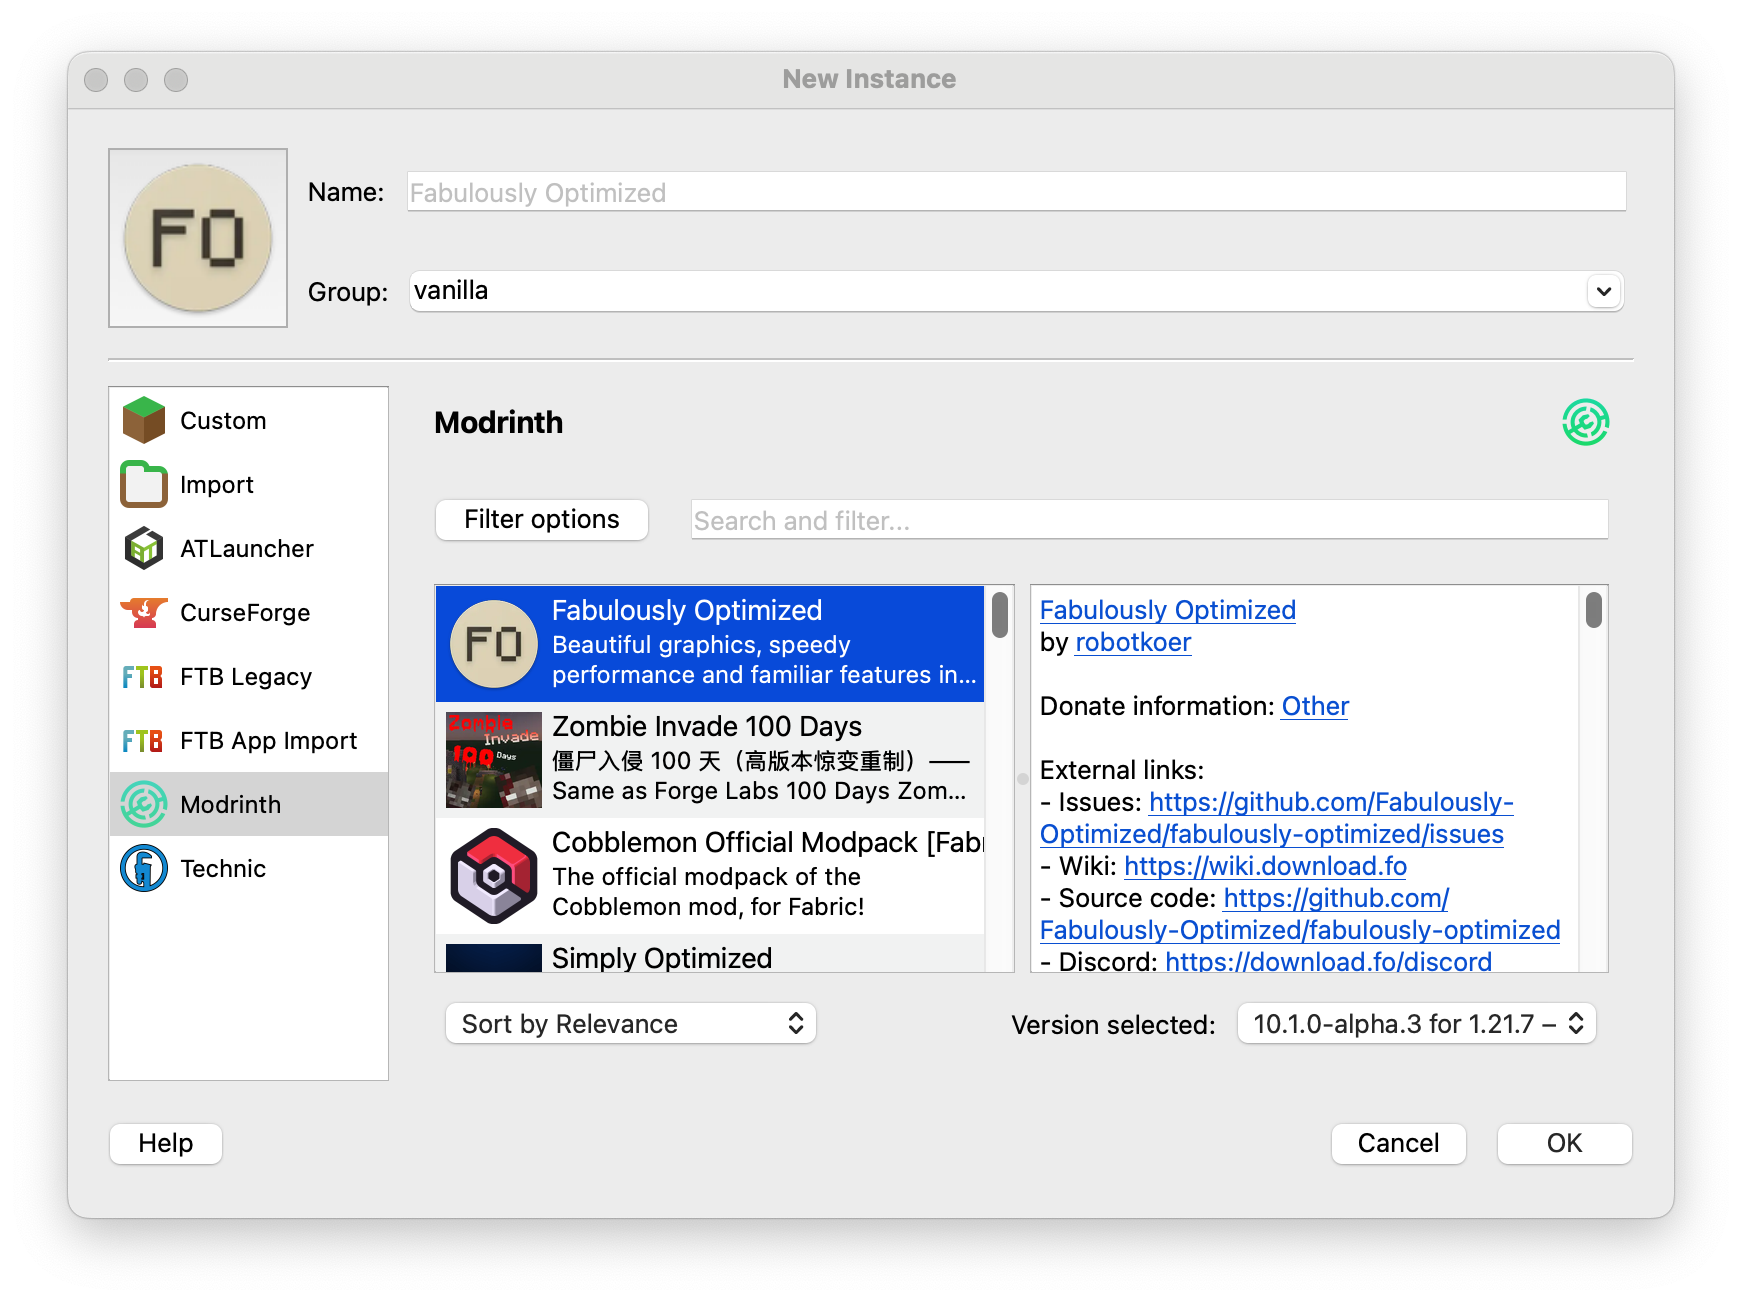 New Instance
FO
Name:
Fabulously Optimized
Group:
vanilla
Custom
Import
ATLauncher
CurseForge
FTB FTB Legacy
FTB FTB App Import
Modrinth
Technic
Modrinth
Filter options
Search and filter...
FO
Fabulously Optimized
Beautiful graphics, speedy
performance and familiar features in...
Zombie Invade 100 Days
Zombie Invade 100 Days
僵尸入侵 100 天（高版本惊变重制）——
Same as Forge Labs 100 Days Zom...
Cobblemon Official Modpack [Fab
The official modpack of the
Cobblemon mod, for Fabric!
Simply Optimized
Fabulously Optimized
by robotkoer
Donate information: Other
External links:
- Issues: https://github.com/Fabulously-
Optimized/fabulously-optimized/issues
- Wiki: https://wiki.download.fo
- Source code: https://github.com/
Fabulously-Optimized/fabulously-optimized
- Discord: https://download.fo/discord
Sort by Relevance
Version selected:
10.1.0-alpha.3 for 1.21.7 –
Help
Cancel
OK